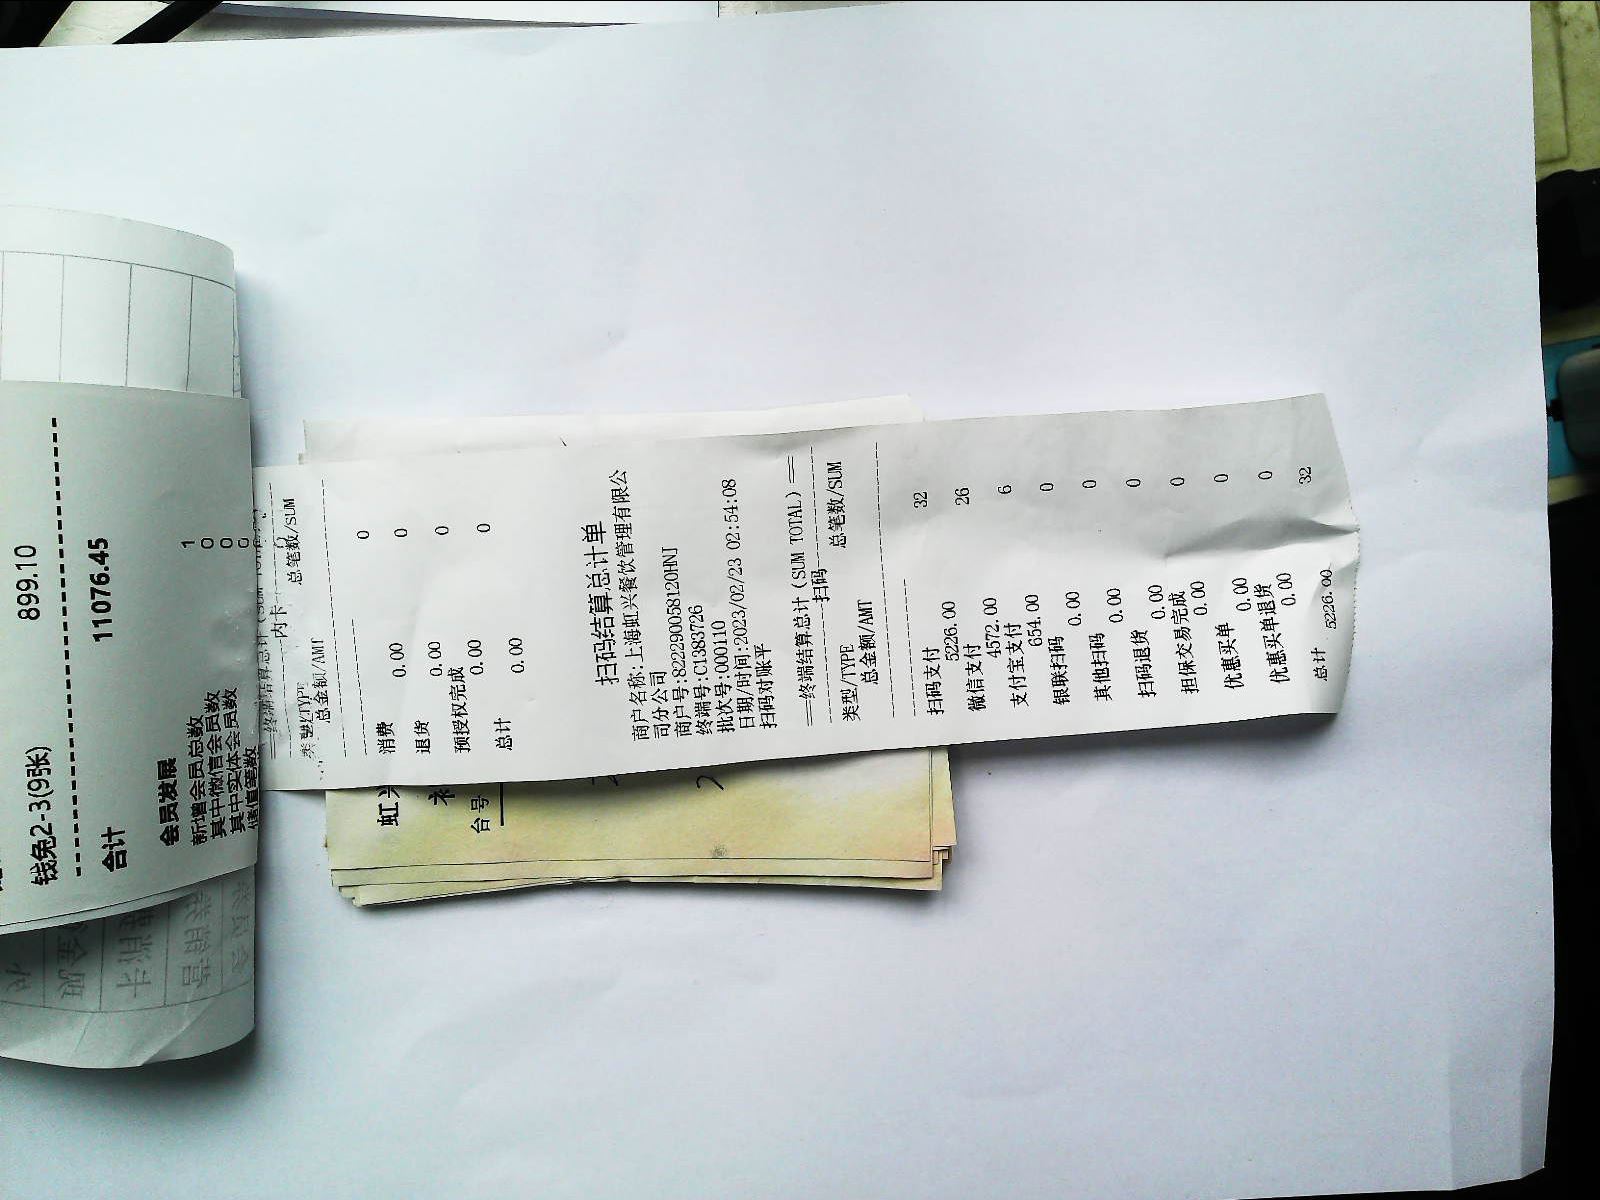 钱兔2-3(9张) 899.10
合计 11076.45
会员发展
新增会员总数 1
其中微信会员数 0
其中实体会员数 0
储值笔数 0
内卡
类型/TYPE 总笔数/SUM
总金额/AMT
消费 0
0.00
退货 0
0.00
预授权完成 0
0.00
总计 0
0.00
扫码结算总计单
商户名称:上海虹兴餐饮管理有限公
司分公司
商户号:82229005812OHNJ
终端号:C1383726
批次号:000110
日期/时间:2023/02/23 02:54:08
扫码对账平
==终端结算总计(SUM TOTAL)==
扫码
类型/TYPE 总笔数/SUM
总金额/AMT
扫码支付 32
5226.00
微信支付 26
4572.00
支付宝支付 6
654.00
银联扫码 0
0.00
其他扫码 0
0.00
扫码退货 0
0.00
担保交易完成 0
0.00
优惠买单 0
0.00
优惠买单退货 0
0.00
总计 32
5226.00
台号